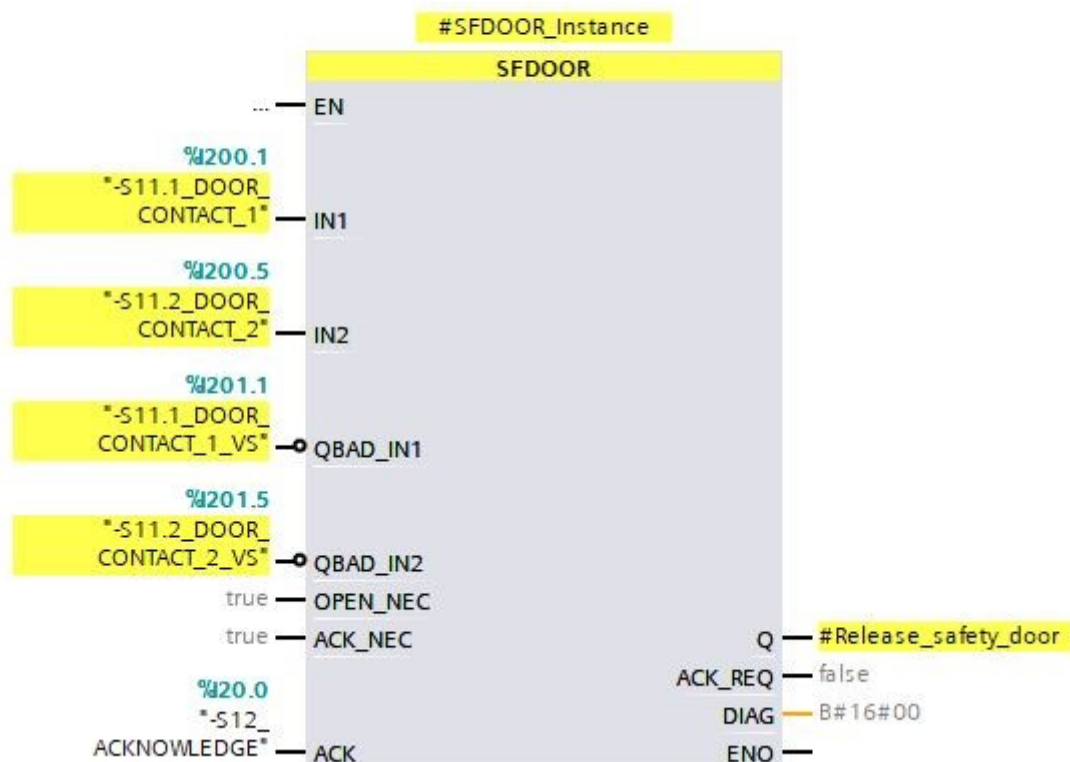 #SFDOOR_Instance
SFDOOR
... EN
%I200.1
"-S11.1_DOOR_
CONTACT_1" IN1
%I200.5
"-S11.2_DOOR_
CONTACT_2" IN2
%I201.1
"-S11.1_DOOR_
CONTACT_1_VS" QBAD_IN1
%I201.5
"-S11.2_DOOR_
CONTACT_2_VS" QBAD_IN2
true OPEN_NEC
true ACK_NEC Q #Release_safety_door
ACK_REQ false
%I20.0
DIAG B#16#00
"-S12_
ACKNOWLEDGE" ACK ENO